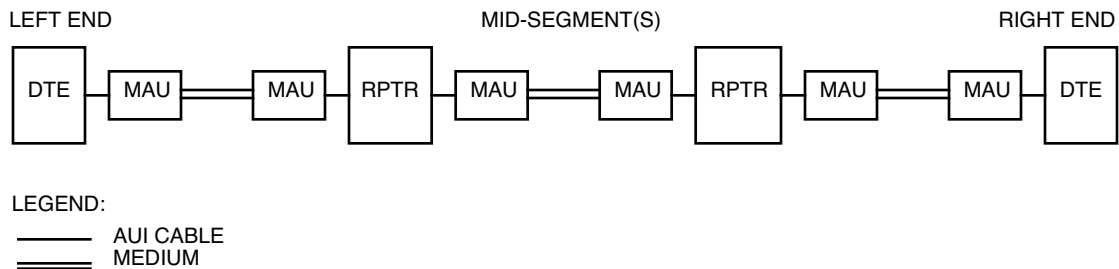 LEFT END MID-SEGMENT(S) RIGHT END
DTE MAU MAU RPTR MAU MAU RPTR MAU MAU DTE
LEGEND:
AUI CABLE
MEDIUM